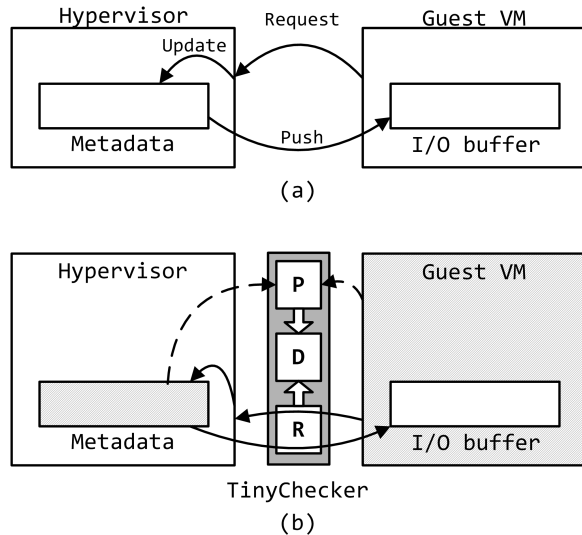 Hypervisor
Request
Guest VM
Update
Push
Metadata
I/O buffer
(a)
Hypervisor
P
Guest VM
D
R
Metadata
I/O buffer
TinyChecker
(b)